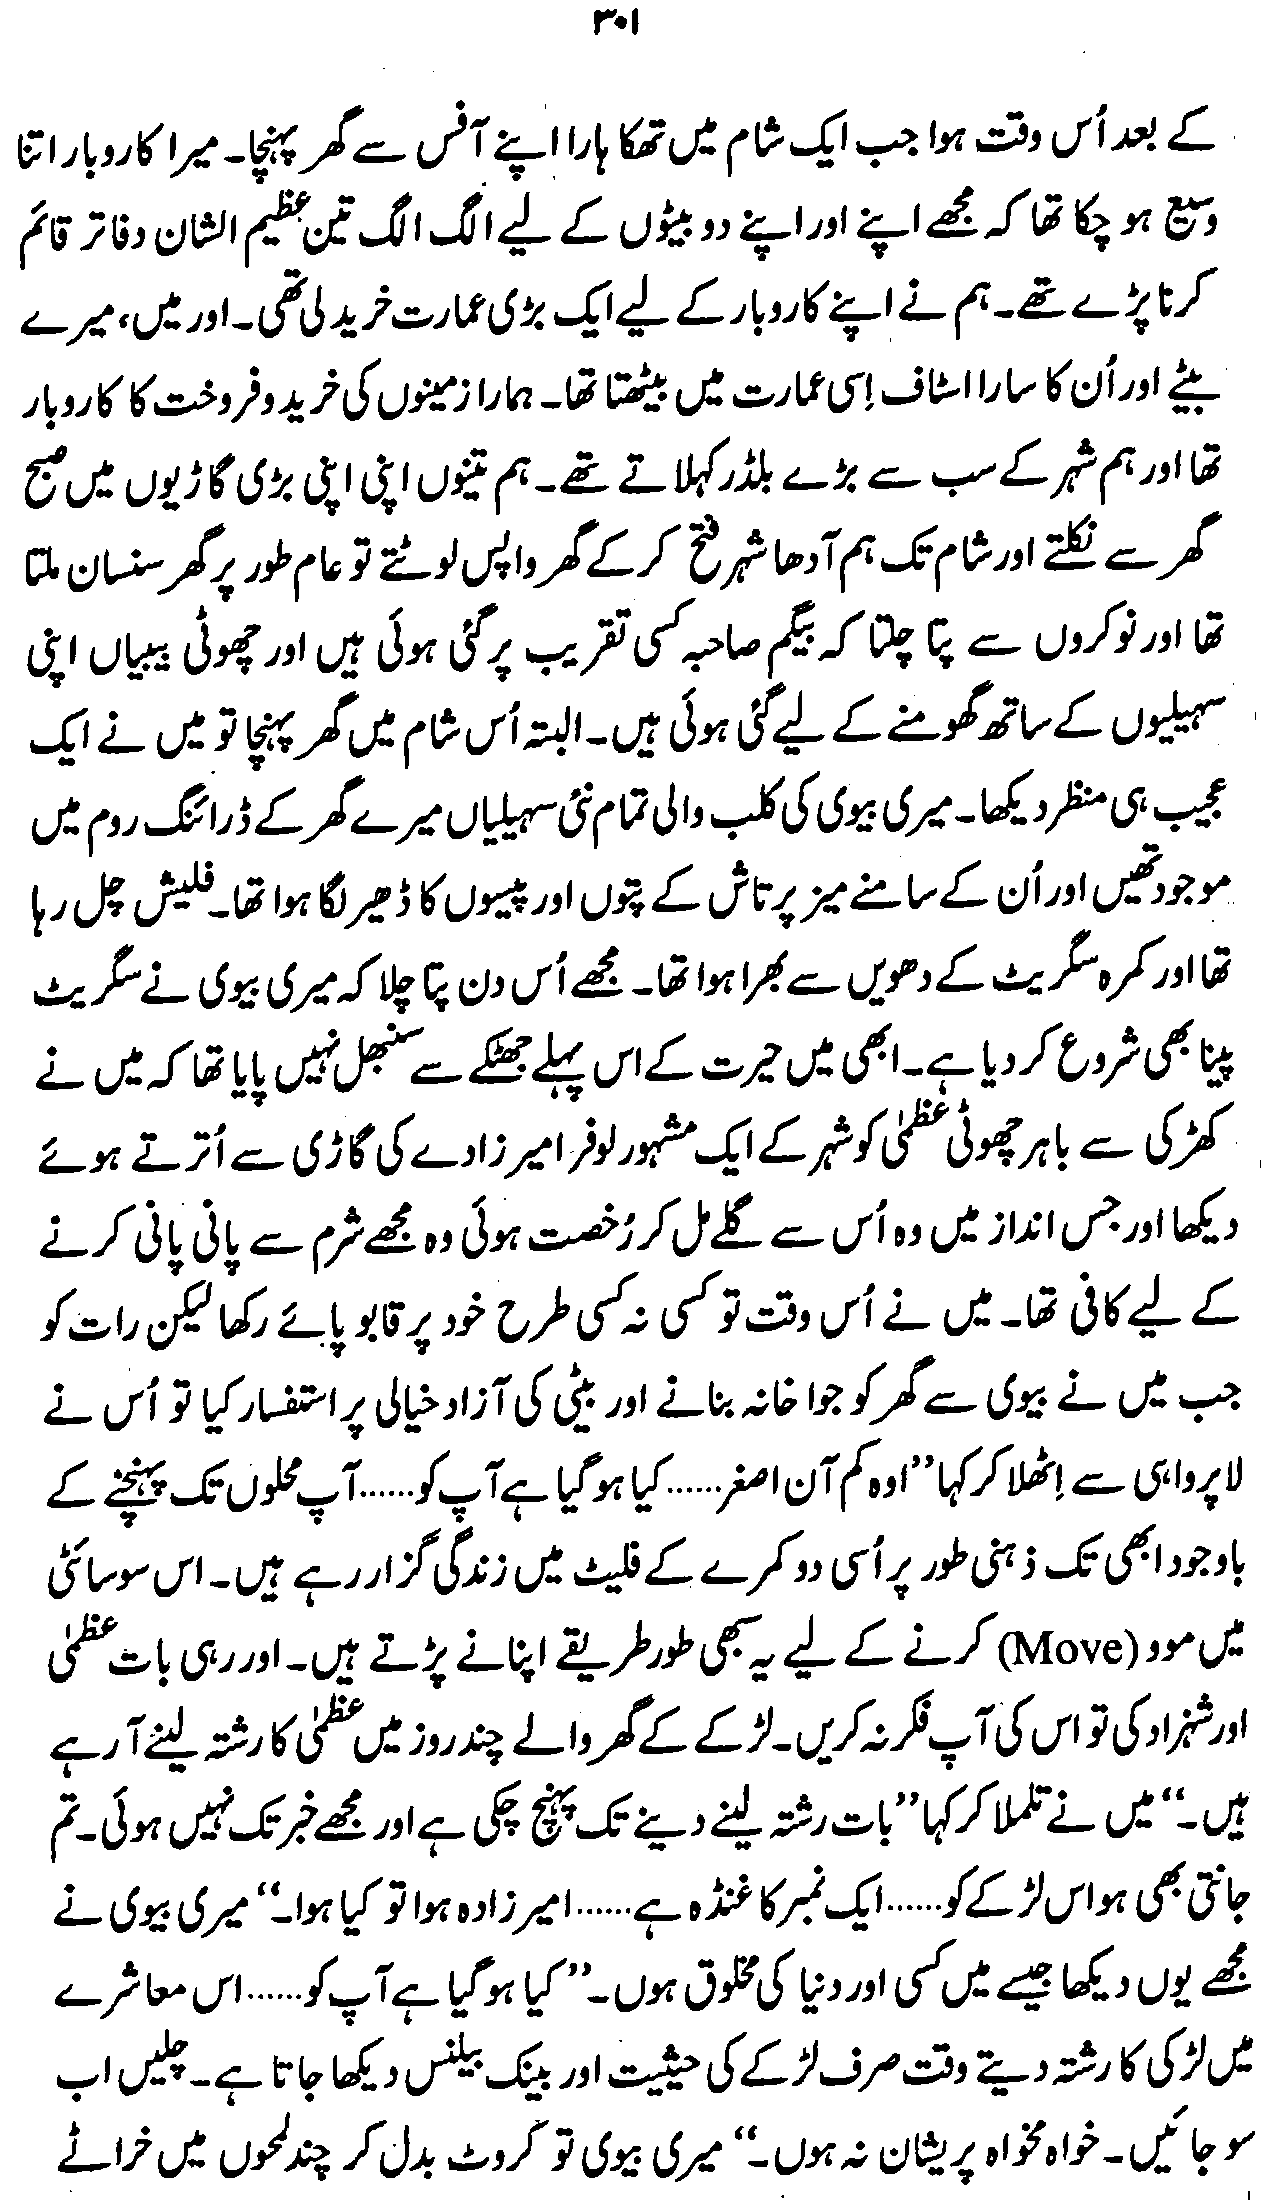 ۳۰۱
کے بعد اُس وقت ہوا جب ایک شام میں تھکا ہارا اپنے آفس سے گھر پہنچا۔ میرا کاروبار اتنا
وسیع ہو چکا تھا کہ مجھے اپنے اور اپنے دو بیٹوں کے لیے الگ الگ تین عظیم الشان دفاتر قائم
کرنا پڑے تھے۔ ہم نے اپنے کاروبار کے لیے ایک بڑی عمارت خرید لی تھی۔ اور میں، میرے
بیٹے اور اُن کا سارا اسٹاف اِسی عمارت میں بیٹھتا تھا۔ ہمارا زمینوں کی خرید و فروخت کا کاروبار
تھا اور ہم شہر کے سب سے بڑے بلڈر کہلاتے تھے۔ ہم تینوں اپنی اپنی بڑی گاڑیوں میں صبح
گھر سے نکلتے اور شام تک ہم آدھا شہر فتح کر کے گھر واپس لوٹتے تو عام طور پر گھر سنسان ملتا
تھا اور نوکروں سے پتا چلتا کہ بیگم صاحبہ کسی تقریب پر گئی ہوئی ہیں اور چھوٹی بیبیاں اپنی
سہیلیوں کے ساتھ گھومنے کے لیے گئی ہوئی ہیں۔ البتہ اُس شام میں گھر پہنچا تو میں نے ایک
عجیب ہی منظر دیکھا۔ میری بیوی کی کلب والی تمام نئی سہیلیاں میرے گھر کے ڈرائنگ روم میں
موجود تھیں اور اُن کے سامنے میز پر تاش کے پتوں اور پیسوں کا ڈھیر لگا ہوا تھا۔ فلیش چل رہا
تھا اور کمرہ سگریٹ کے دھویں سے بھرا ہوا تھا۔ مجھے اُس دن پتا چلا کہ میری بیوی نے سگریٹ
پینا بھی شروع کر دیا ہے۔ ابھی میں حیرت کے اس پہلے جھٹکے سے سنبھل نہیں پایا تھا کہ میں نے
کھڑکی سے باہر چھوٹی عظمیٰ کو شہر کے ایک مشہور لوفر امیر زادے کی گاڑی سے اُترتے ہوئے
دیکھا اور جس انداز میں وہ اُس سے گلے مل کر رُخصت ہوئی وہ مجھے شرم سے پانی پانی کرنے
کے لیے کافی تھا۔ میں نے اُس وقت تو کسی نہ کسی طرح خود پر قابو پائے رکھا لیکن رات کو
جب میں نے بیوی سے گھر کو جوا خانہ بنانے اور بیٹی کی آزاد خیالی پر استفسار کیا تو اُس نے
لاپرواہی سے اِٹھلا کر کہا ”اوہ کم آن اصغر...... کیا ہو گیا ہے آپ کو...... آپ محلوں تک پہنچنے کے
باوجود ابھی تک ذہنی طور پر اُسی دو کمرے کے فلیٹ میں زندگی گزار رہے ہیں۔ اس سوسائٹی
میں موو (Move) کرنے کے لیے یہ سبھی طور طریقے اپنانے پڑتے ہیں۔ اور رہی بات عظمیٰ
اور شہزاد کی تو اس کی آپ فکر نہ کریں۔ لڑکے کے گھر والے چند روز میں عظمیٰ کا رشتہ لینے آ رہے
ہیں۔“ میں نے تلملا کر کہا ”بات رشتہ لینے دینے تک پہنچ چکی ہے اور مجھے خبر تک نہیں ہوئی۔ تم
جانتی بھی ہو اس لڑکے کو...... ایک نمبر کا غنڈہ ہے...... امیر زادہ ہوا تو کیا ہوا۔“ میری بیوی نے
مجھے یوں دیکھا جیسے میں کسی اور دنیا کی مخلوق ہوں۔ ”کیا ہو گیا ہے آپ کو...... اس معاشرے
میں لڑکی کا رشتہ دیتے وقت صرف لڑکے کی حیثیت اور بینک بیلنس دیکھا جاتا ہے۔ چلیں اب
سو جائیں۔ خواہ مخواہ پریشان نہ ہوں۔“ میری بیوی تو کروٹ بدل کر چند لمحوں میں خراٹے